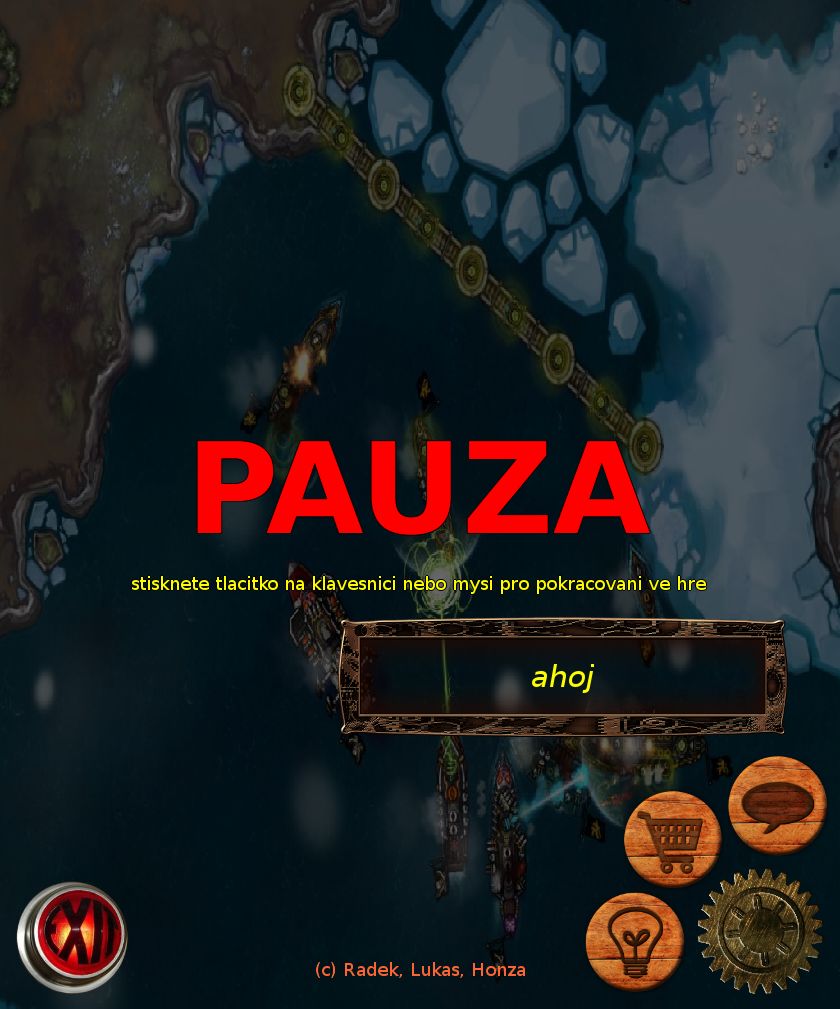 PAUZA
stisknete tlacitko na klavesnici nebo mysi pro pokracovani ve hre
ahoj
EXIT
(c) Radek, Lukas, Honza